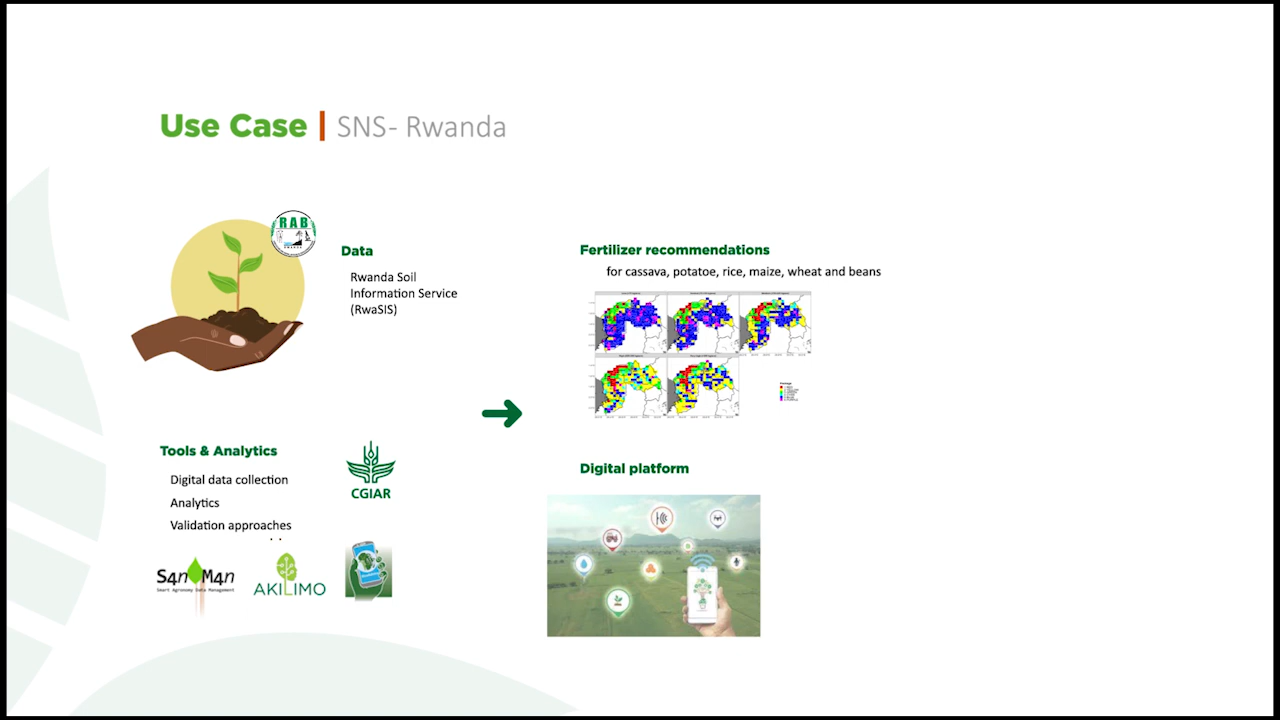 Use Case | SNS- Rwanda
RAB
Data
Rwanda Soil
Information Service
(RwaSIS)
Fertilizer recommendations
for cassava, potatoe, rice, maize, wheat and beans
Tools & Analytics
Digital data collection
Analytics
Validation approaches
CGIAR
S4nM4n
Smart Agronomy Data Management
AKILIMO
Digital platform